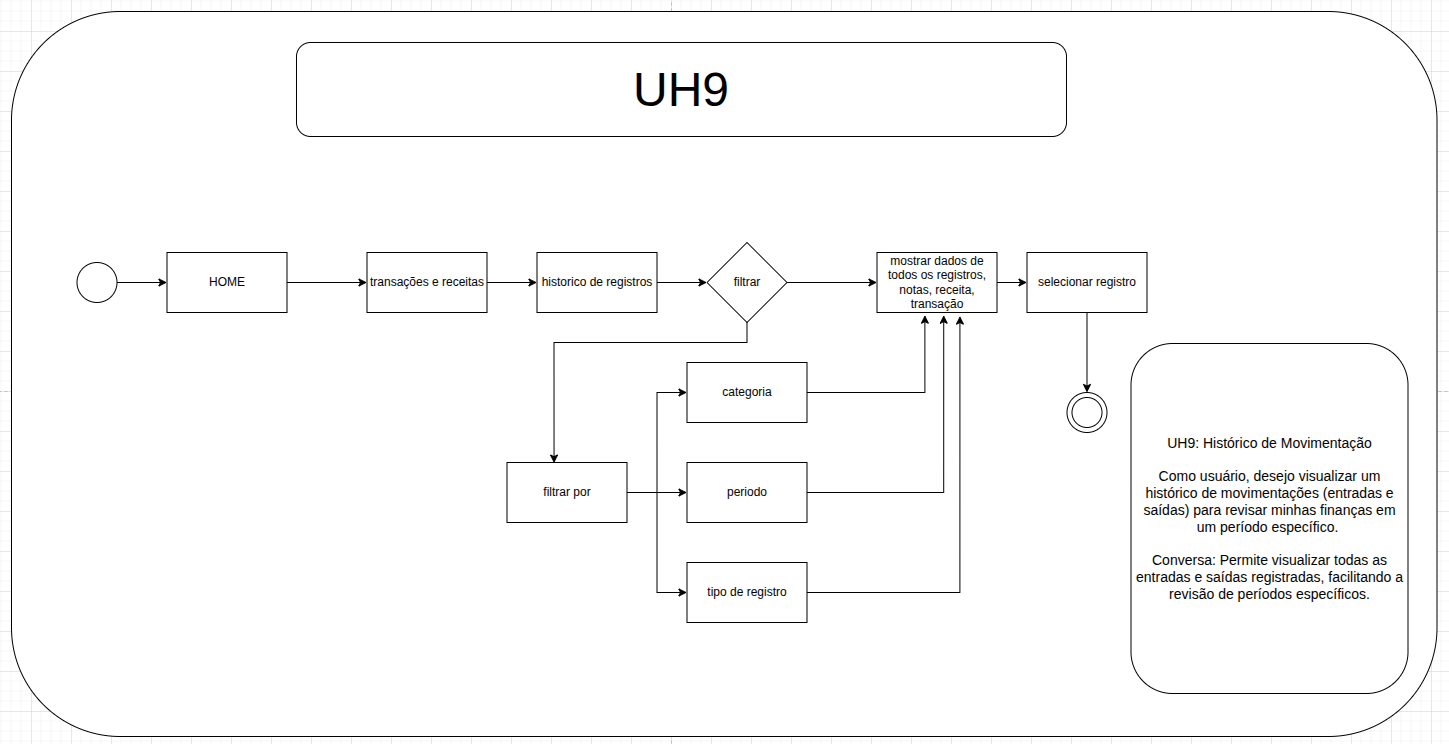 UH9
HOME
transações e receitas
historico de registros
filtrar
mostrar dados de
todos os registros,
notas, receita,
transação
selecionar registro
categoria
filtrar por
periodo
tipo de registro
UH9: Histórico de Movimentação
Como usuário, desejo visualizar um
histórico de movimentações (entradas e
saídas) para revisar minhas finanças em
um período específico.
Conversa: Permite visualizar todas as
entradas e saídas registradas, facilitando a
revisão de períodos específicos.